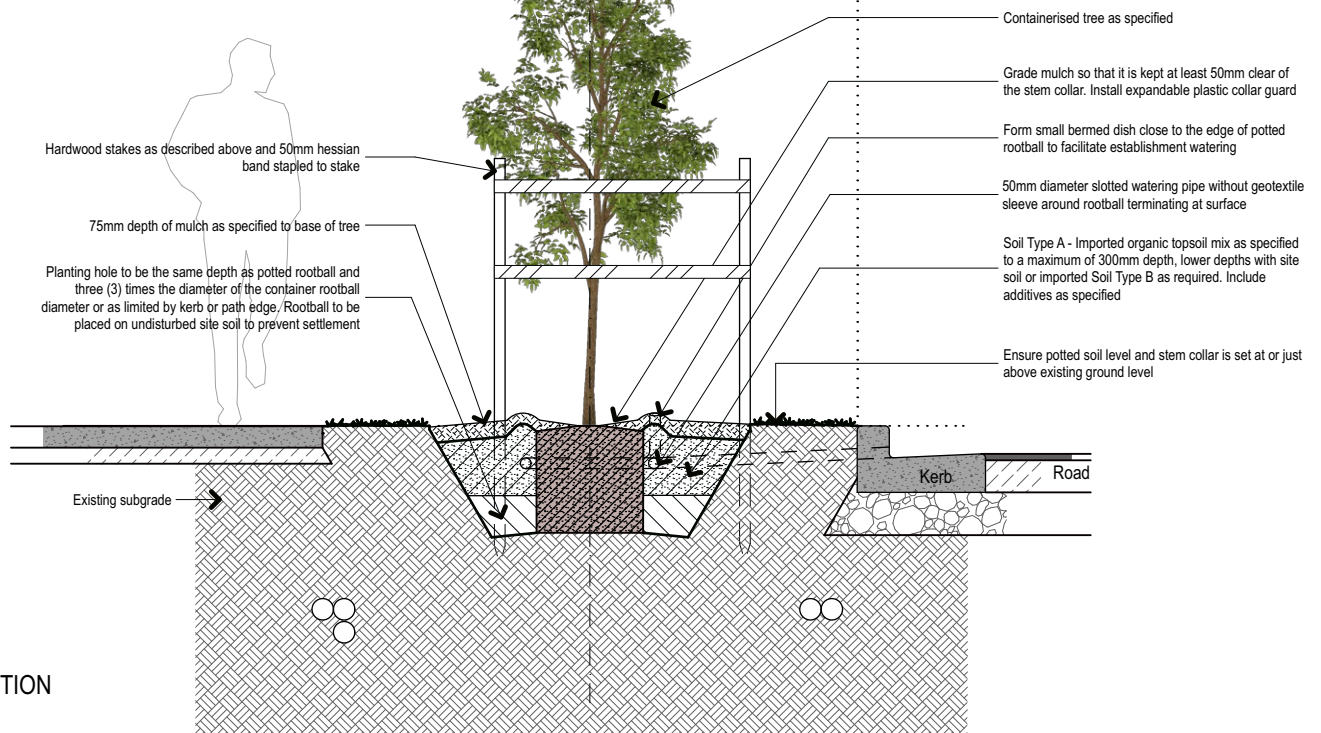 Containerised tree as specified
Grade mulch so that it is kept at least 50mm clear of
the stem collar. Install expandable plastic collar guard
Form small bermed dish close to the edge of potted
rootball to facilitate establishment watering
50mm diameter slotted watering pipe without geotextile
sleeve around rootball terminating at surface
Soil Type A - Imported organic topsoil mix as specified
to a maximum of 300mm depth, lower depths with site
soil or imported Soil Type B as required. Include
additives as specified
Ensure potted soil level and stem collar is set at or just
above existing ground level
Hardwood stakes as described above and 50mm hessian
band stapled to stake
75mm depth of mulch as specified to base of tree
Planting hole to be the same depth as potted rootball and
three (3) times the diameter of the container rootball
diameter or as limited by kerb or path edge. Rootball to be
placed on undisturbed site soil to prevent settlement
Existing subgrade
Kerb
Road
TION